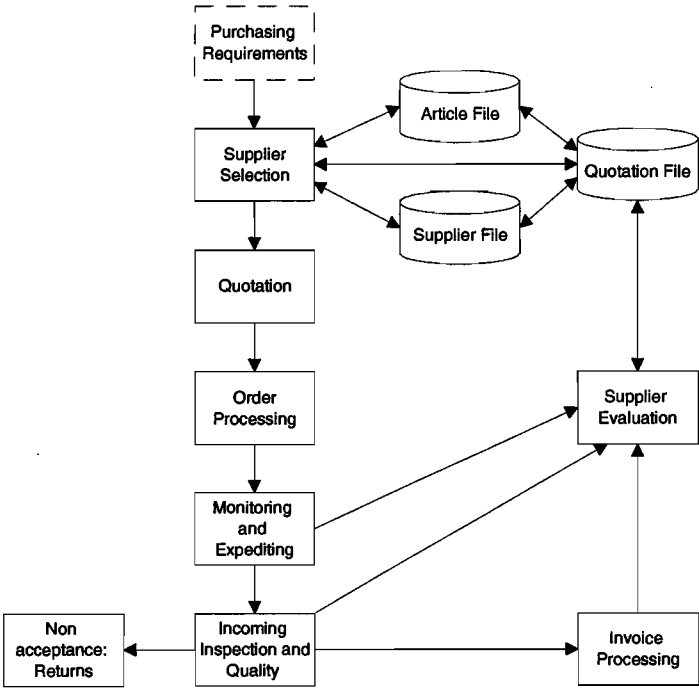 Purchasing
Requirements
Article File
Supplier
Selection
Quotation File
Supplier File
Quotation
Order
Processing
Supplier
Evaluation
Monitoring
and
Expediting
Non
acceptance:
Returns
Incoming
Inspection and
Quality
Invoice
Processing